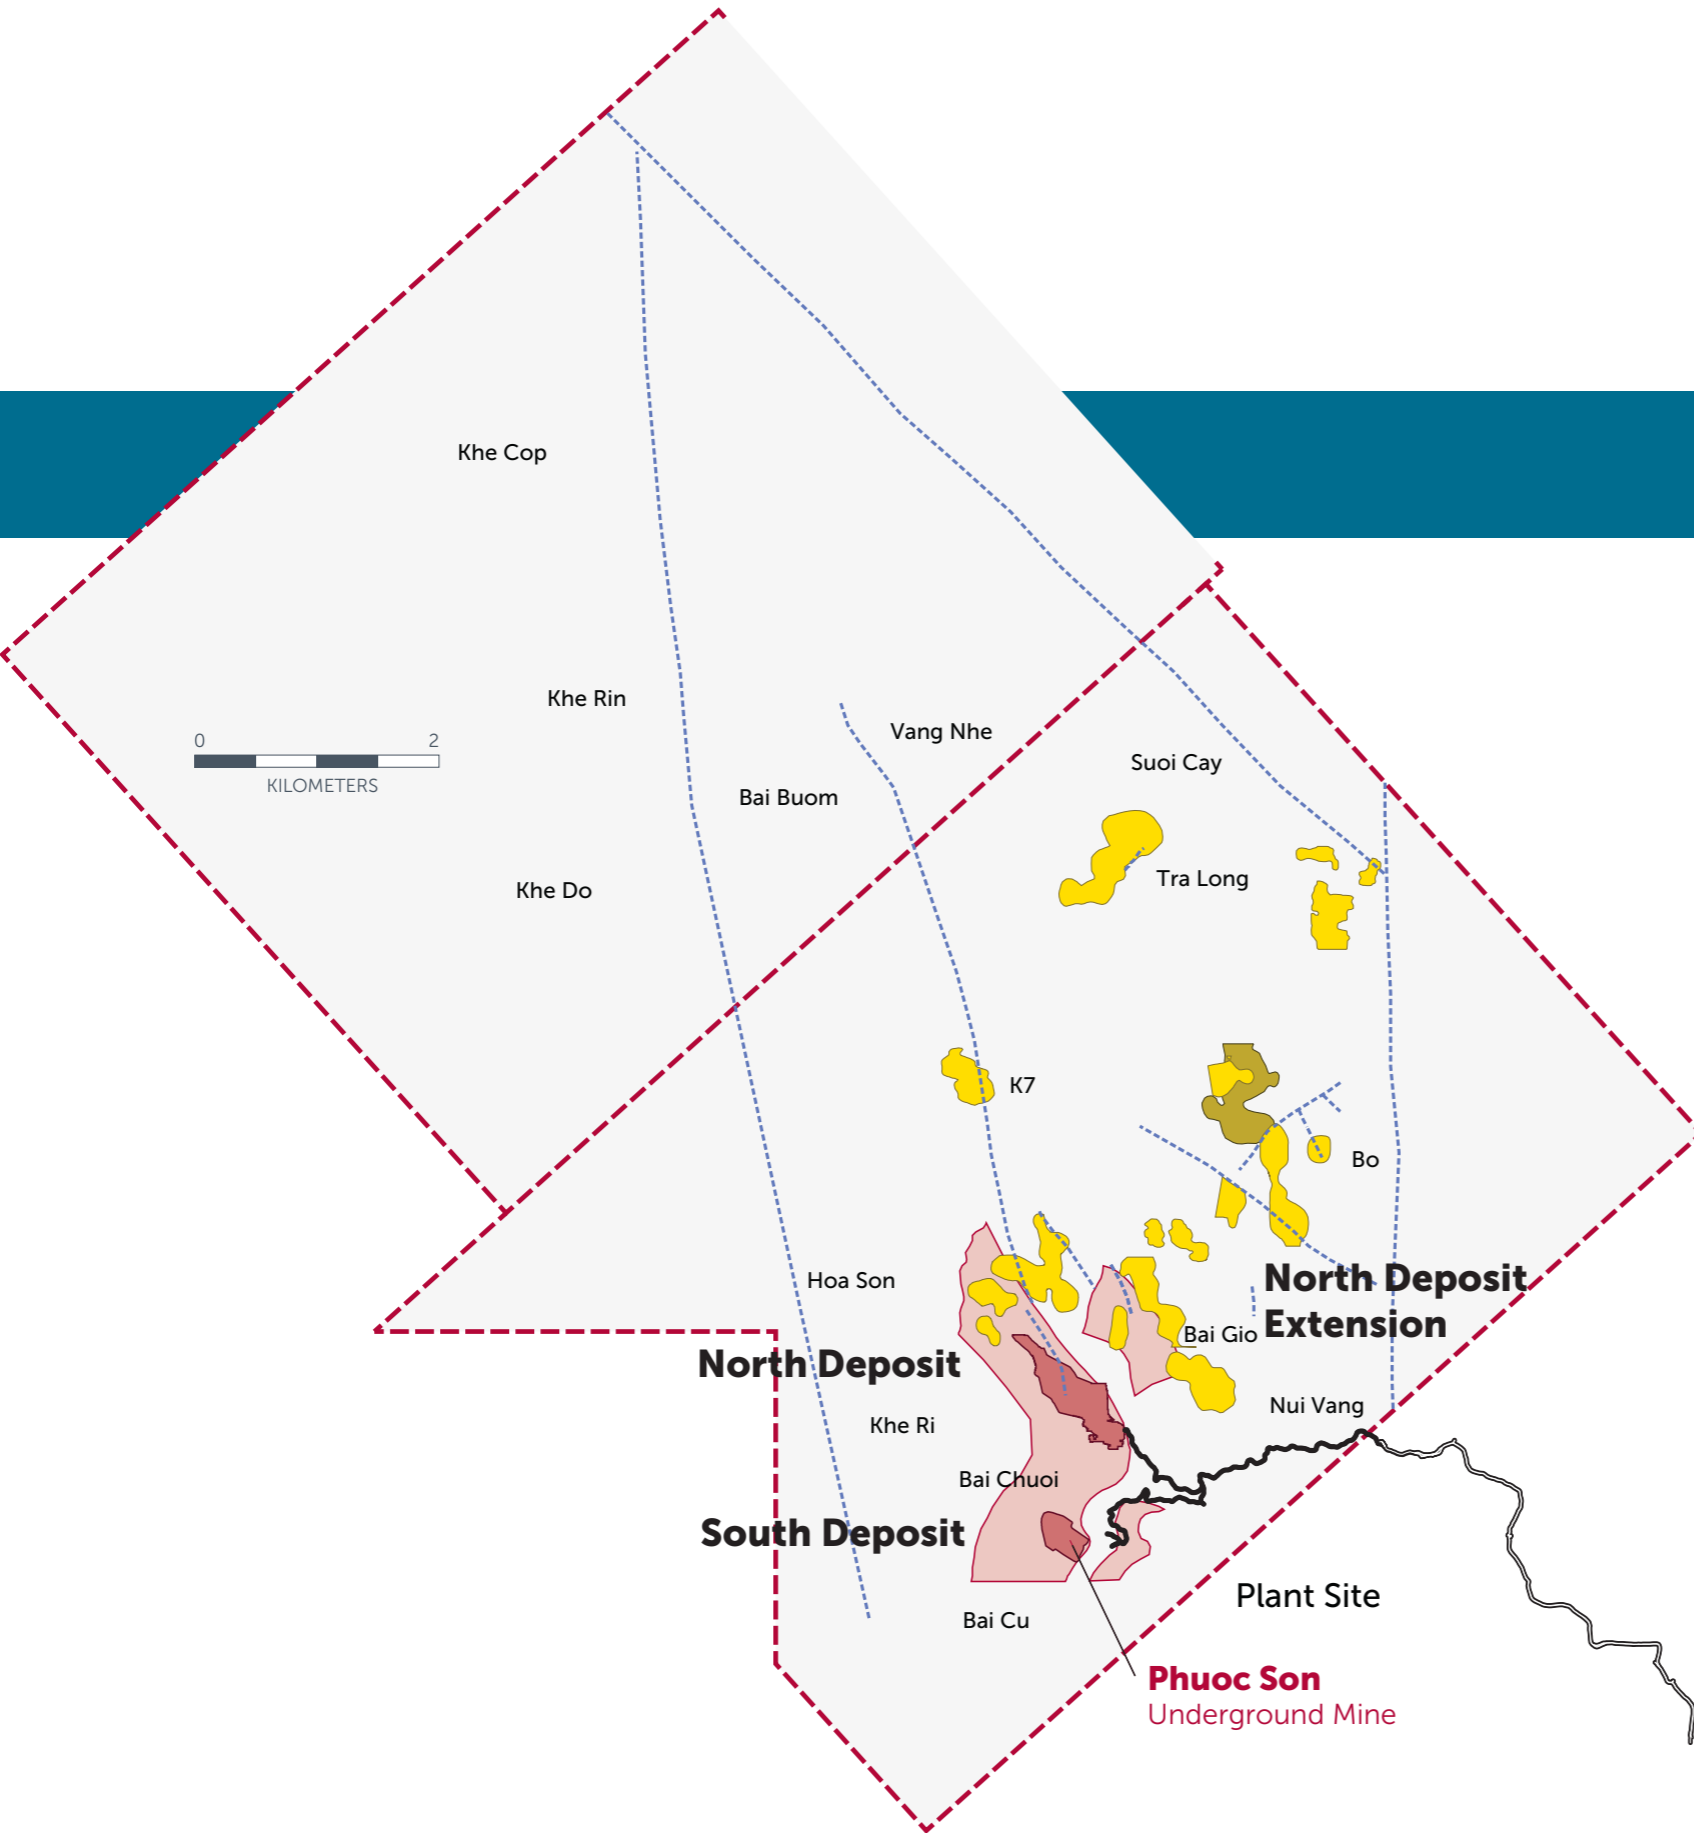 Khe Cop
Khe Rin
Vang Nhe
0 2
KILOMETERS
Suoi Cay
Bai Buom
Tra Long
Khe Do
K7
Bo
Hoa Son
North Deposit
Extension
Bai Gio
North Deposit
Nui Vang
Khe Ri
Bai Chuoi
South Deposit
Plant Site
Bai Cu
Phuoc Son
Underground Mine